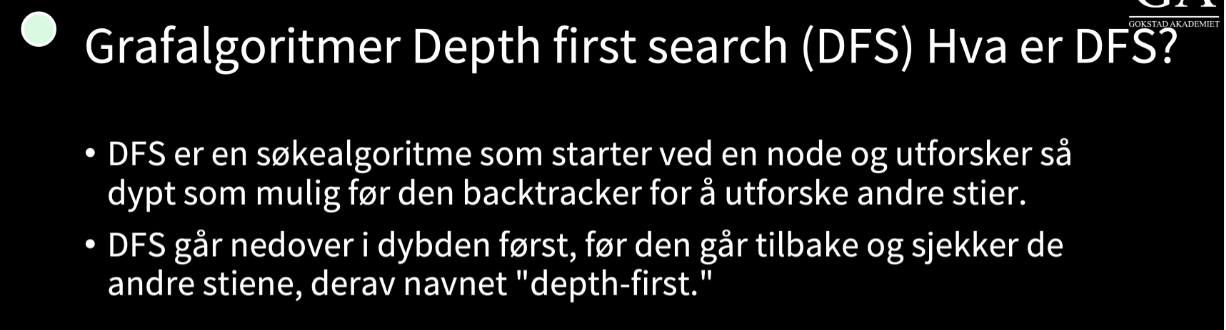 GA
GOKSTAD AKADEMIET
Grafalgoritmer Depth first search (DFS) Hva er DFS?
• DFS er en søkealgoritme som starter ved en node og utforsker så
dypt som mulig før den backtracker for å utforske andre stier.
• DFS går nedover i dybden først, før den går tilbake og sjekker de
andre stiene, derav navnet "depth-first."